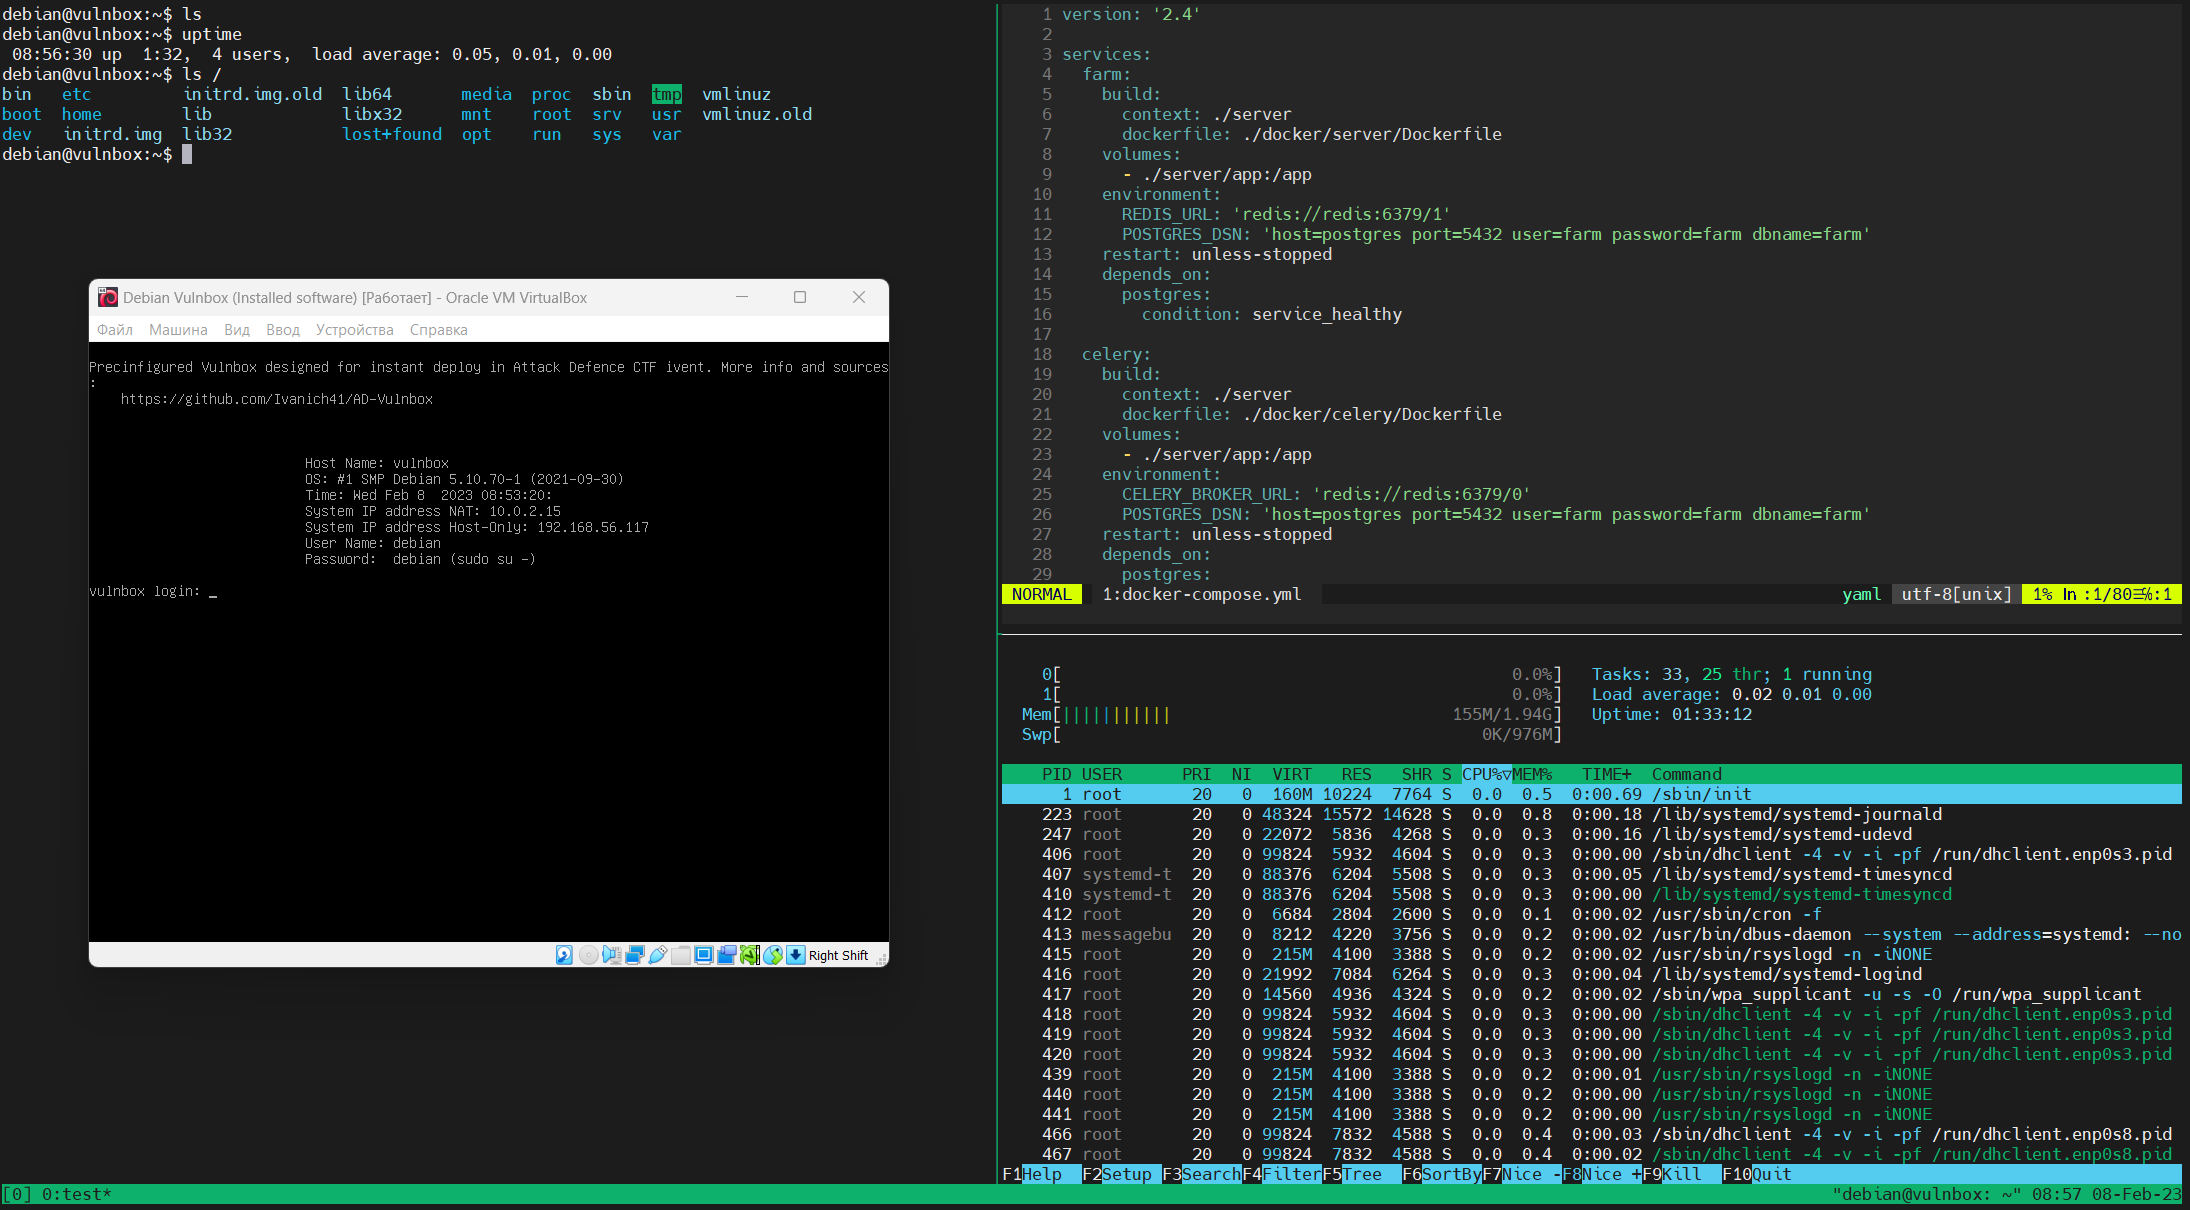 debian@vulnbox:~$ ls
debian@vulnbox:~$ uptime
 08:56:30 up  1:32,  4 users,  load average: 0.05, 0.01, 0.00
debian@vulnbox:~$ ls /
bin   etc         initrd.img.old  lib64       media  proc  sbin  tmp  vmlinuz
boot  home        lib             libx32      mnt    root  srv   usr  vmlinuz.old
dev   initrd.img  lib32           lost+found  opt    run   sys   var
debian@vulnbox:~$
Debian Vulnbox (Installed software) [Работает] - Oracle VM VirtualBox
Файл Машина Вид Ввод Устройства Справка
Precinfigured Vulnbox designed for instant deploy in Attack Defence CTF ivent. More info and sources
:
    https://github.com/Ivanich41/AD-Vulnbox
Host Name: vulnbox
OS: #1 SMP Debian 5.10.70-1 (2021-09-30)
Time: Wed Feb 8  2023 08:53:20:
System IP address NAT: 10.0.2.15
System IP address Host-Only: 192.168.56.117
User Name: debian
Password:  debian (sudo su -)
vulnbox login: _
Right Shift
1 version: '2.4'
2
3 services:
4   farm:
5     build:
6       context: ./server
7       dockerfile: ./docker/server/Dockerfile
8     volumes:
9       - ./server/app:/app
10     environment:
11       REDIS_URL: 'redis://redis:6379/1'
12       POSTGRES_DSN: 'host=postgres port=5432 user=farm password=farm dbname=farm'
13     restart: unless-stopped
14     depends_on:
15       postgres:
16         condition: service_healthy
17
18   celery:
19     build:
20       context: ./server
21       dockerfile: ./docker/celery/Dockerfile
22     volumes:
23       - ./server/app:/app
24     environment:
25       CELERY_BROKER_URL: 'redis://redis:6379/0'
26       POSTGRES_DSN: 'host=postgres port=5432 user=farm password=farm dbname=farm'
27     restart: unless-stopped
28     depends_on:
29       postgres:
NORMAL  1:docker-compose.yml  yaml  utf-8[unix]  1% ln :1/80≡℅:1
0[ 0.0%]   Tasks: 33, 25 thr; 1 running
1[ 0.0%]   Load average: 0.02 0.01 0.00
Mem[||||||||||| 155M/1.94G]   Uptime: 01:33:12
Swp[ 0K/976M]
PID USER      PRI  NI  VIRT   RES   SHR S CPU%▽MEM%   TIME+  Command
1 root       20   0  160M 10224  7764 S  0.0  0.5  0:00.69 /sbin/init
223 root       20   0 48324 15572 14628 S  0.0  0.8  0:00.18 /lib/systemd/systemd-journald
247 root       20   0 22072  5836  4268 S  0.0  0.3  0:00.16 /lib/systemd/systemd-udevd
406 root       20   0 99824  5932  4604 S  0.0  0.3  0:00.00 /sbin/dhclient -4 -v -i -pf /run/dhclient.enp0s3.pid
407 systemd-t  20   0 88376  6204  5508 S  0.0  0.3  0:00.05 /lib/systemd/systemd-timesyncd
410 systemd-t  20   0 88376  6204  5508 S  0.0  0.3  0:00.00 /lib/systemd/systemd-timesyncd
412 root       20   0  6684  2804  2600 S  0.0  0.1  0:00.02 /usr/sbin/cron -f
413 messagebu  20   0  8212  4220  3756 S  0.0  0.2  0:00.02 /usr/bin/dbus-daemon --system --address=systemd: --no
415 root       20   0  215M  4100  3388 S  0.0  0.2  0:00.02 /usr/sbin/rsyslogd -n -iNONE
416 root       20   0 21992  7084  6264 S  0.0  0.3  0:00.04 /lib/systemd/systemd-logind
417 root       20   0 14560  4936  4324 S  0.0  0.2  0:00.02 /sbin/wpa_supplicant -u -s -O /run/wpa_supplicant
418 root       20   0 99824  5932  4604 S  0.0  0.3  0:00.00 /sbin/dhclient -4 -v -i -pf /run/dhclient.enp0s3.pid
419 root       20   0 99824  5932  4604 S  0.0  0.3  0:00.00 /sbin/dhclient -4 -v -i -pf /run/dhclient.enp0s3.pid
420 root       20   0 99824  5932  4604 S  0.0  0.3  0:00.00 /sbin/dhclient -4 -v -i -pf /run/dhclient.enp0s3.pid
439 root       20   0  215M  4100  3388 S  0.0  0.2  0:00.01 /usr/sbin/rsyslogd -n -iNONE
440 root       20   0  215M  4100  3388 S  0.0  0.2  0:00.00 /usr/sbin/rsyslogd -n -iNONE
441 root       20   0  215M  4100  3388 S  0.0  0.2  0:00.00 /usr/sbin/rsyslogd -n -iNONE
466 root       20   0 99824  7832  4588 S  0.0  0.4  0:00.03 /sbin/dhclient -4 -v -i -pf /run/dhclient.enp0s8.pid
467 root       20   0 99824  7832  4588 S  0.0  0.4  0:00.02 /sbin/dhclient -4 -v -i -pf /run/dhclient.enp0s8.pid
F1Help  F2Setup F3SearchF4FilterF5Tree  F6SortByF7Nice -F8Nice +F9Kill  F10Quit
[0] 0:test*  "debian@vulnbox: ~" 08:57 08-Feb-23